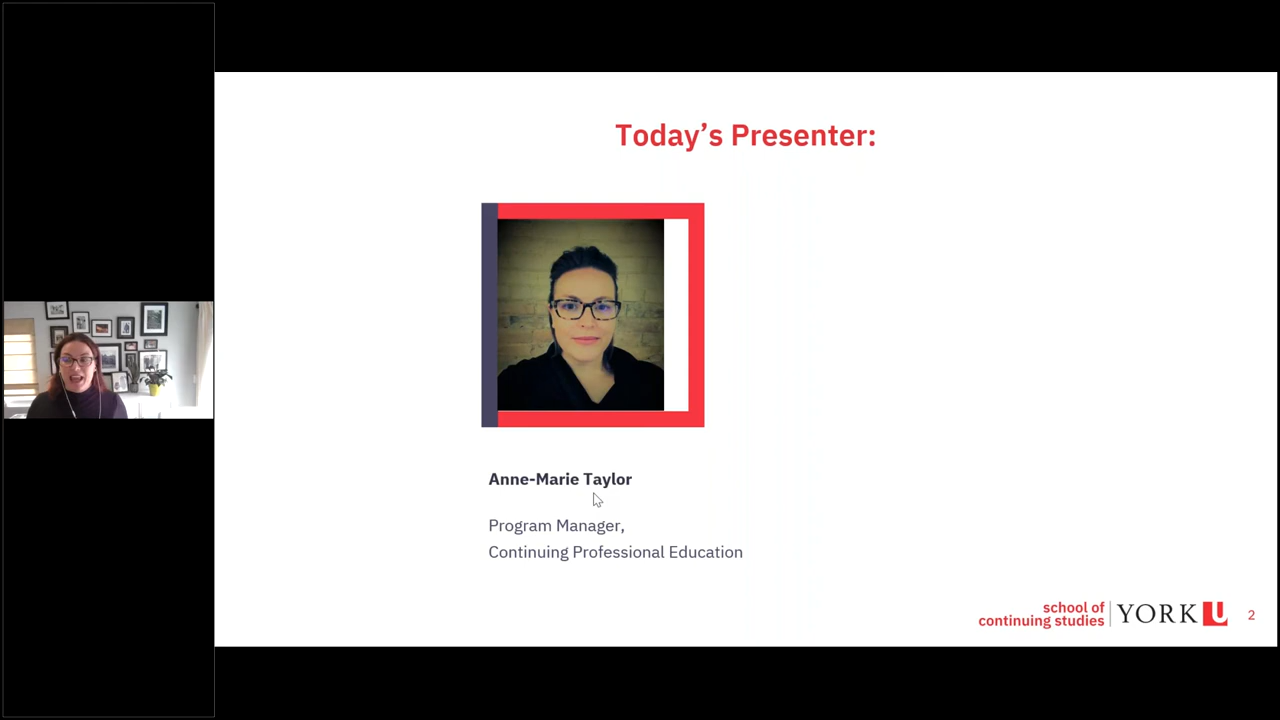 Today's Presenter:
Anne-Marie Taylor
Program Manager,
Continuing Professional Education
school of
continuing studies
YORK U
2